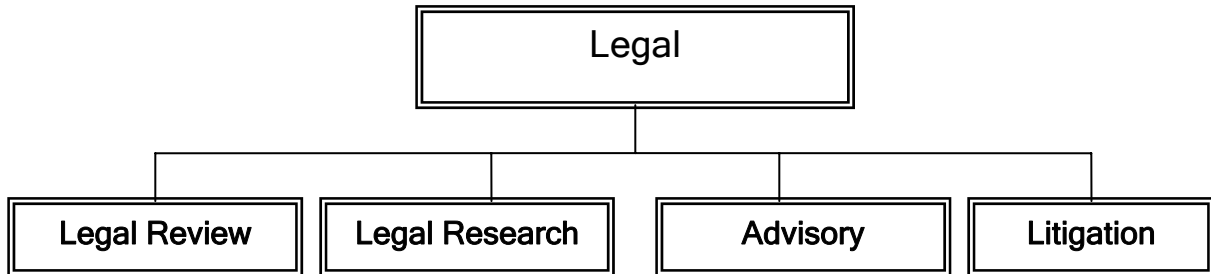 Legal
Legal Review
Legal Research
Advisory
Litigation